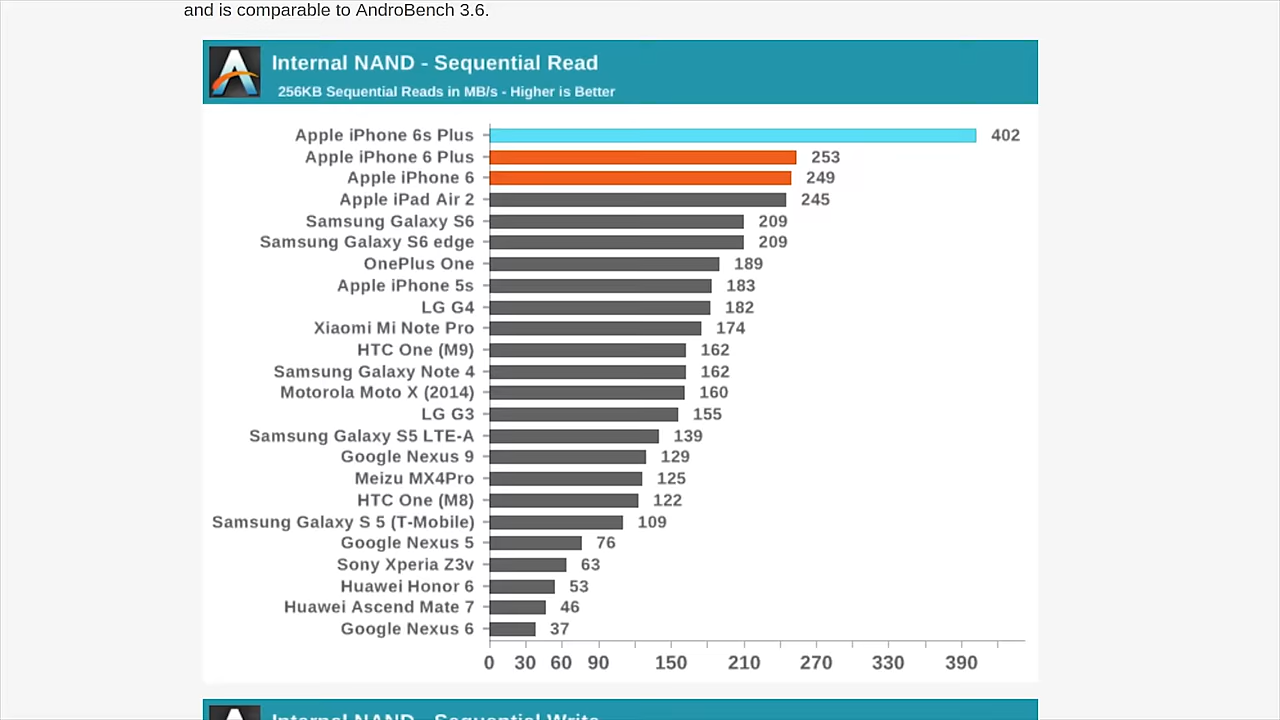 and is comparable to AndroBench 3.6.
Internal NAND - Sequential Read
256KB Sequential Reads in MB/s - Higher is Better
Apple iPhone 6s Plus 402
Apple iPhone 6 Plus 253
Apple iPhone 6 249
Apple iPad Air 2 245
Samsung Galaxy S6 209
Samsung Galaxy S6 edge 209
OnePlus One 189
Apple iPhone 5s 183
LG G4 182
Xiaomi Mi Note Pro 174
HTC One (M9) 162
Samsung Galaxy Note 4 162
Motorola Moto X (2014) 160
LG G3 155
Samsung Galaxy S5 LTE-A 139
Google Nexus 9 129
Meizu MX4Pro 125
HTC One (M8) 122
Samsung Galaxy S 5 (T-Mobile) 109
Google Nexus 5 76
Sony Xperia Z3v 63
Huawei Honor 6 53
Huawei Ascend Mate 7 46
Google Nexus 6 37
0 30 60 90 150 210 270 330 390
Internal NAND - Sequential Write